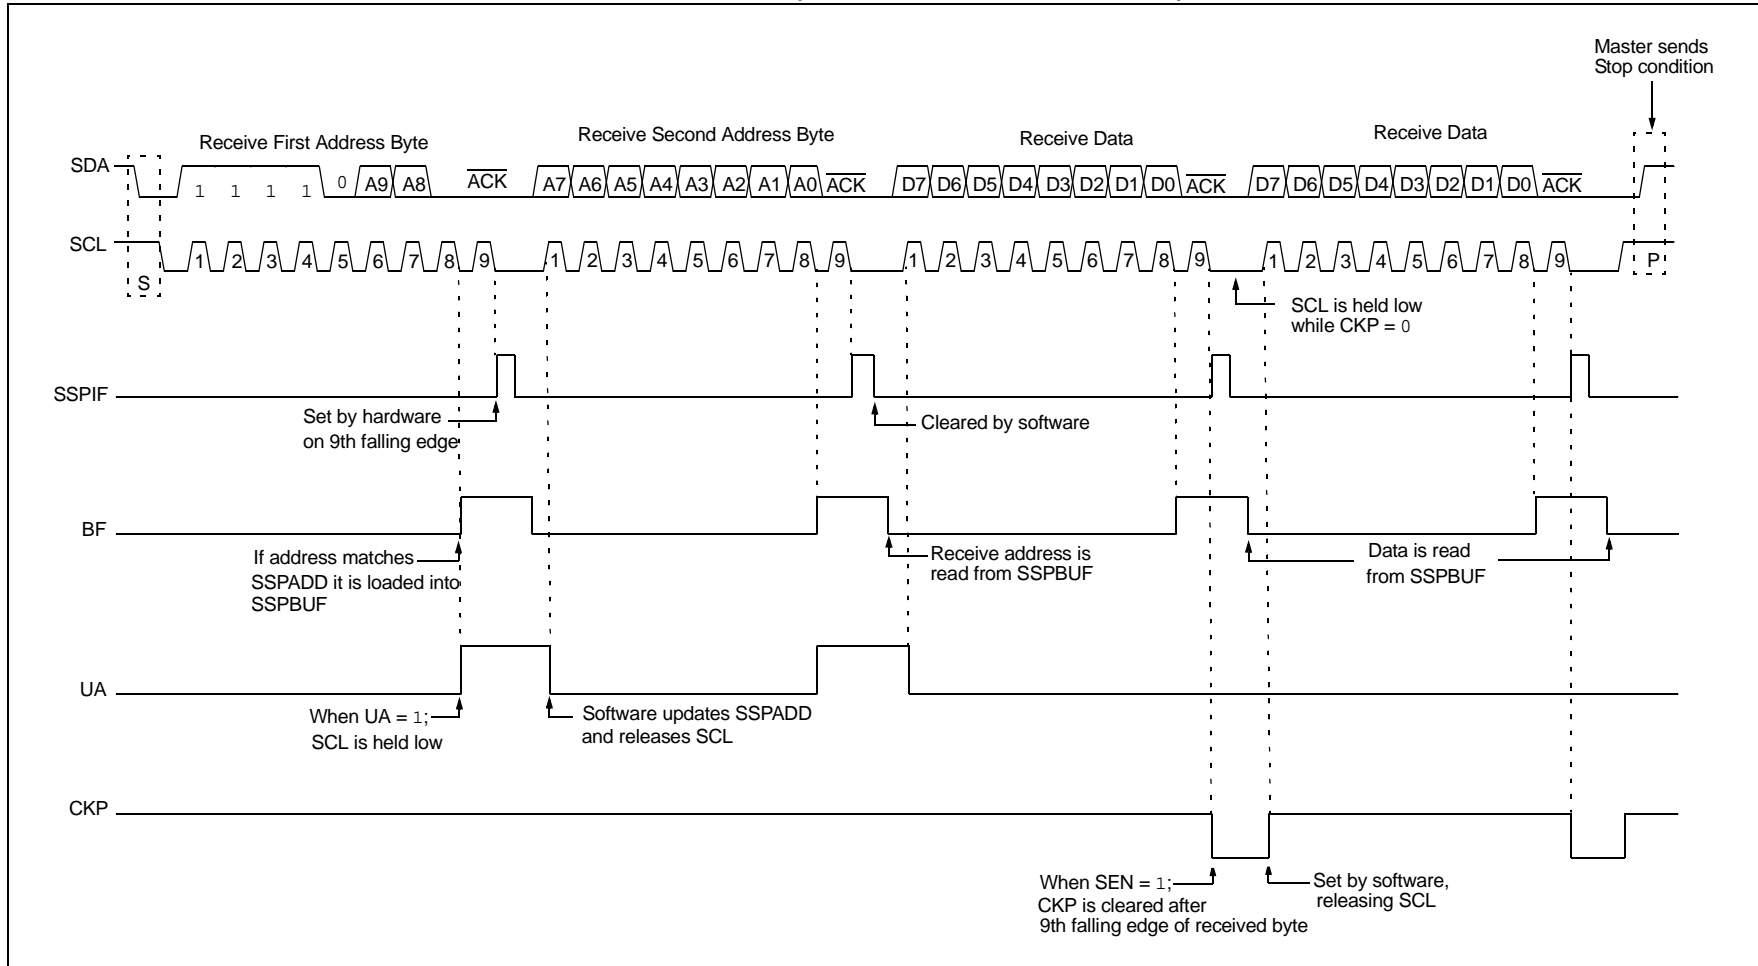 Master sends
Stop condition
Receive First Address Byte
Receive Second Address Byte
Receive Data
Receive Data
SDA
1 1 1 1 0 A9 A8 ACK A7 A6 A5 A4 A3 A2 A1 A0 ACK D7 D6 D5 D4 D3 D2 D1 D0 ACK D7 D6 D5 D4 D3 D2 D1 D0 ACK
SCL
S 1 2 3 4 5 6 7 8 9 1 2 3 4 5 6 7 8 9 1 2 3 4 5 6 7 8 9 1 2 3 4 5 6 7 8 9 P
SCL is held low
while CKP = 0
SSPIF
Set by hardware
on 9th falling edge
Cleared by software
BF
If address matches
SSPADD it is loaded into
SSPBUF
Receive address is
read from SSPBUF
Data is read
from SSPBUF
UA
When UA = 1;
SCL is held low
Software updates SSPADD
and releases SCL
CKP
When SEN = 1;
CKP is cleared after
9th falling edge of received byte
Set by software,
releasing SCL